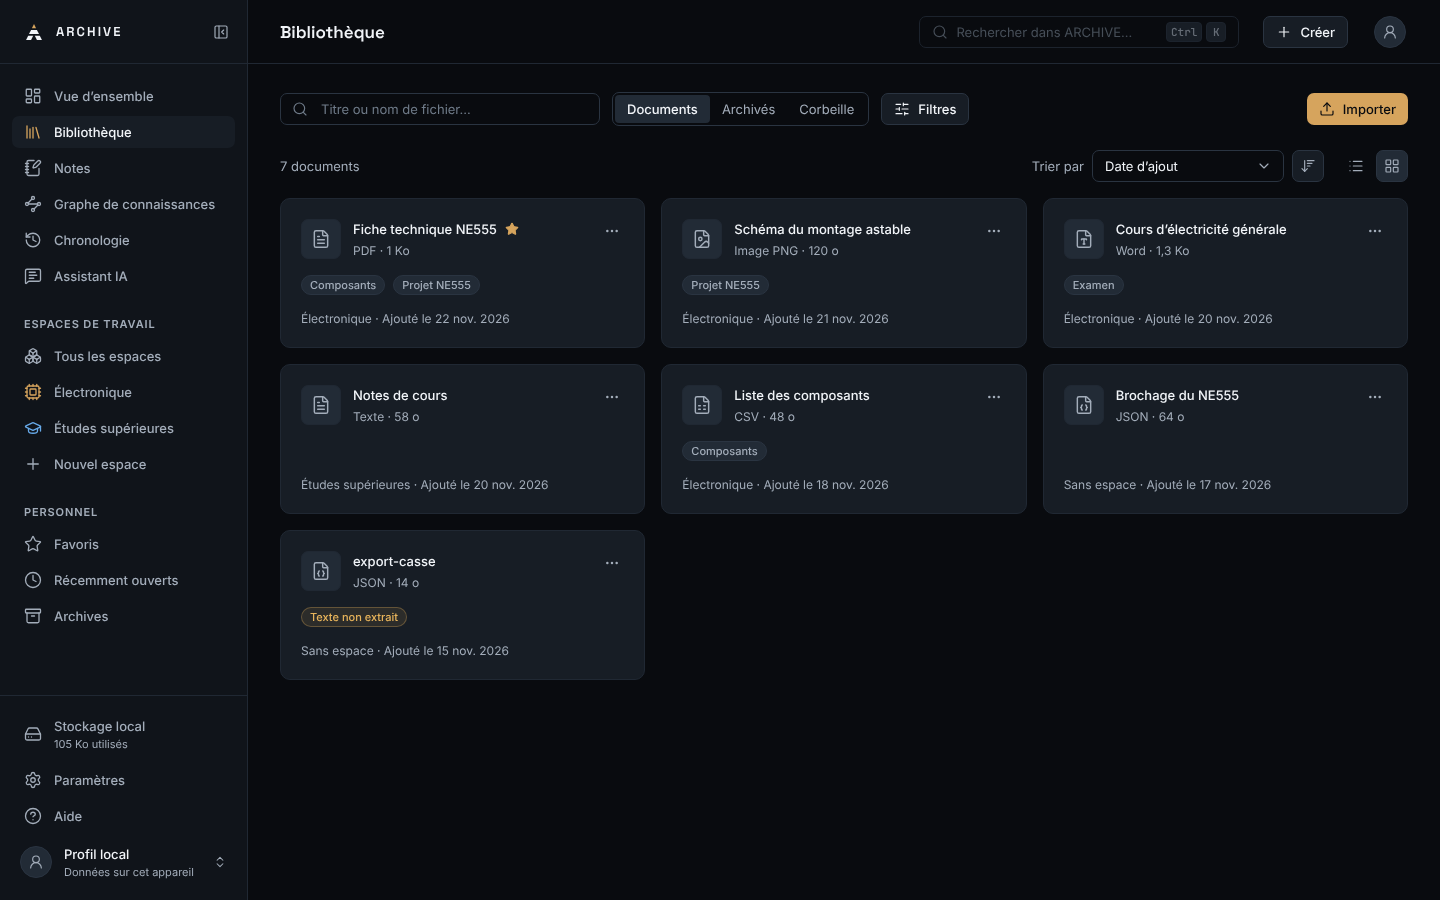 ARCHIVE
Vue d’ensemble
Bibliothèque
Notes
Graphe de connaissances
Chronologie
Assistant IA
ESPACES DE TRAVAIL
Tous les espaces
Électronique
Études supérieures
Nouvel espace
PERSONNEL
Favoris
Récemment ouverts
Archives
Stockage local
105 Ko utilisés
Paramètres
Aide
Profil local
Données sur cet appareil
Bibliothèque
Rechercher dans ARCHIVE... Ctrl K
Créer
Titre ou nom de fichier...
Documents Archivés Corbeille
Filtres
Importer
7 documents
Trier par Date d’ajout
Fiche technique NE555
PDF · 1 Ko
Composants Projet NE555
Électronique · Ajouté le 22 nov. 2026
Schéma du montage astable
Image PNG · 120 o
Projet NE555
Électronique · Ajouté le 21 nov. 2026
Cours d’électricité générale
Word · 1,3 Ko
Examen
Électronique · Ajouté le 20 nov. 2026
Notes de cours
Texte · 58 o
Études supérieures · Ajouté le 20 nov. 2026
Liste des composants
CSV · 48 o
Composants
Électronique · Ajouté le 18 nov. 2026
Brochage du NE555
JSON · 64 o
Sans espace · Ajouté le 17 nov. 2026
export-casse
JSON · 14 o
Texte non extrait
Sans espace · Ajouté le 15 nov. 2026